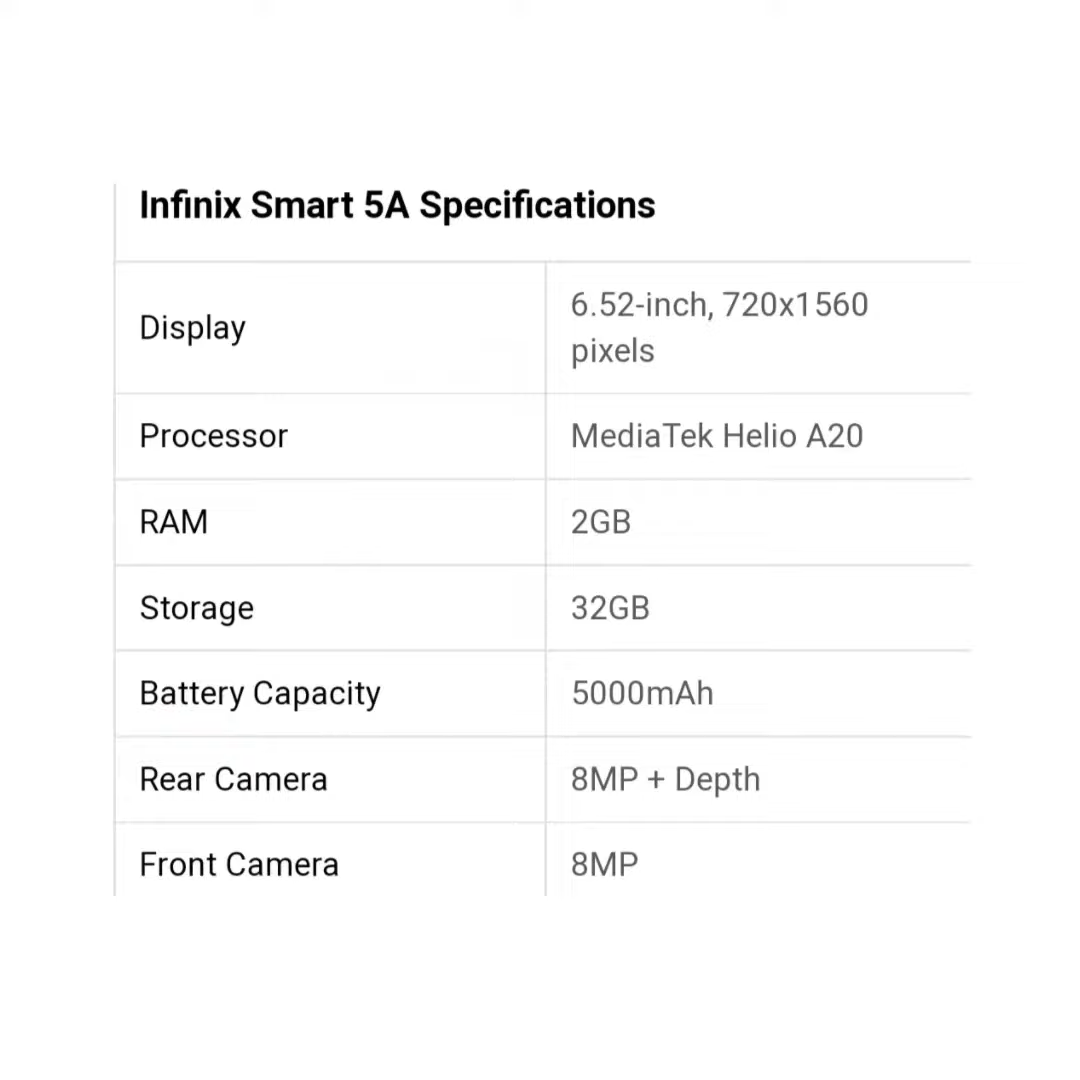 Infinix Smart 5A Specifications
Display
6.52-inch, 720x1560
pixels
Processor
MediaTek Helio A20
RAM
2GB
Storage
32GB
Battery Capacity
5000mAh
Rear Camera
8MP + Depth
Front Camera
8MP